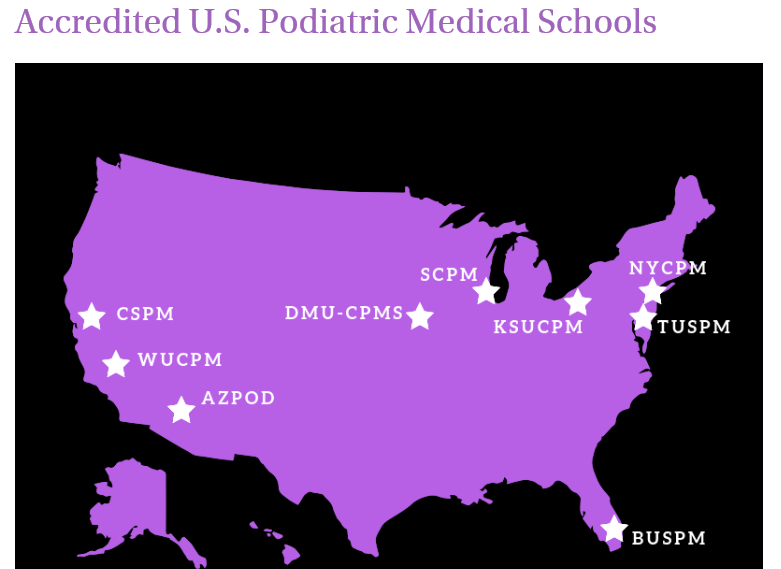 Accredited U.S. Podiatric Medical Schools
NYCPM
SCPM
CSPM
DMU-CPMS
KSUCPM
TUSPM
WUCPM
AZPOD
BUSPM